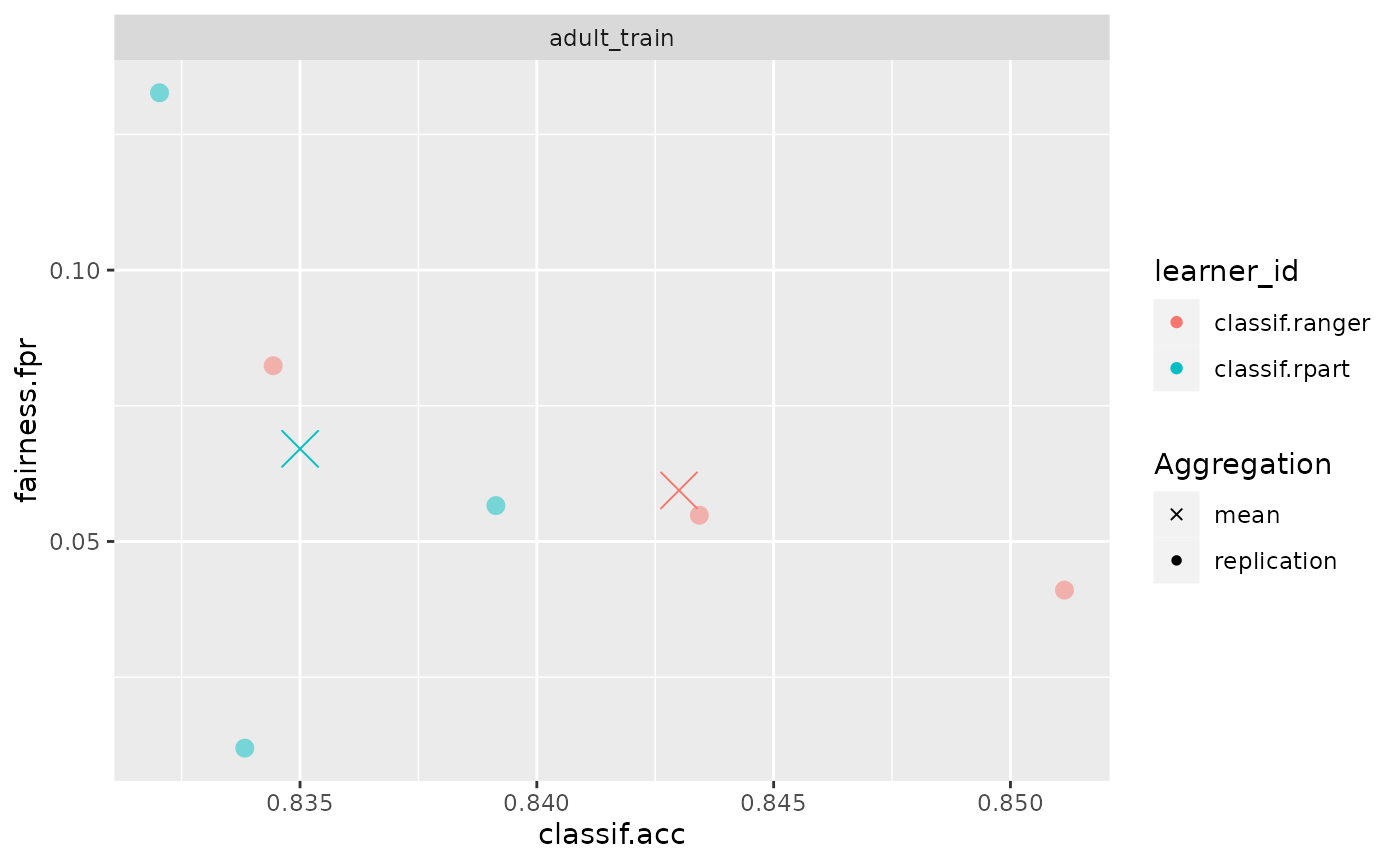 adult_train
0.10
0.05
fairness.fpr
0.835
0.840
0.845
0.850
classif.acc
learner_id
classif.ranger
classif.rpart
Aggregation
mean
replication